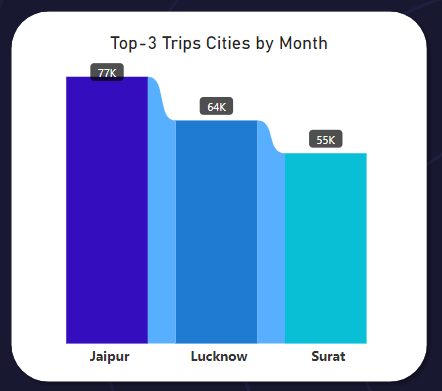 Top-3 Trips Cities by Month
77K
64K
55K
Jaipur Lucknow Surat